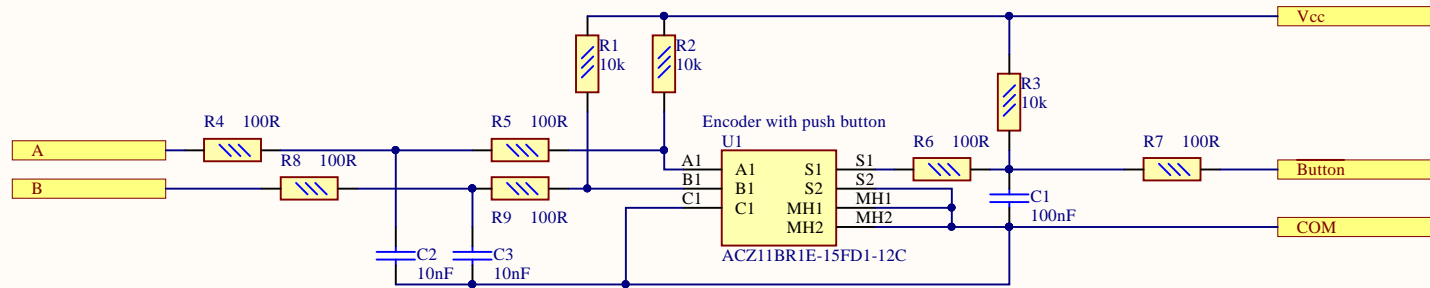 Vcc
R1
10k
R2
10k
R3
10k
R4 100R
R5 100R
Encoder with push button
U1
R6 100R
R7 100R
A
R8 100R
A1
A1
S1
S1
B
B1
B1
S2
S2
Button
R9 100R
C1
C1
MH1
MH1
C1
100nF
MH2
MH2
COM
ACZ11BR1E-15FD1-12C
C2
10nF
C3
10nF